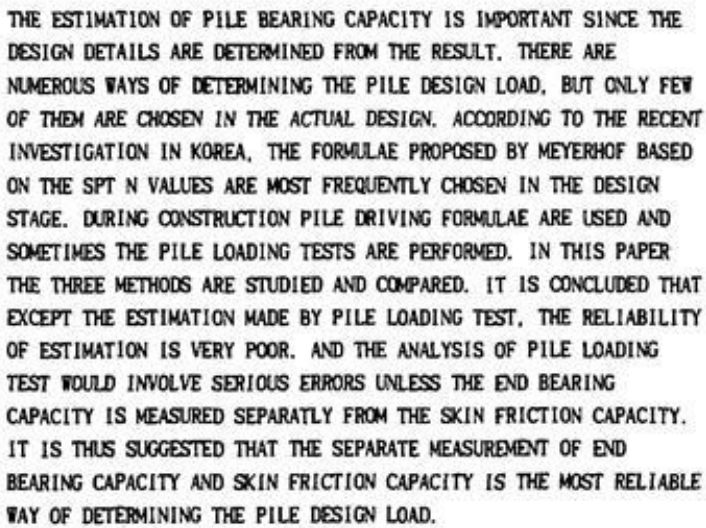 THE ESTIMATION OF PILE BEARING CAPACITY IS IMPORTANT SINCE THE
DESIGN DETAILS ARE DETERMINED FROM THE RESULT. THERE ARE
NUMEROUS WAYS OF DETERMINING THE PILE DESIGN LOAD, BUT ONLY FEW
OF THEM ARE CHOSEN IN THE ACTUAL DESIGN. ACCORDING TO THE RECENT
INVESTIGATION IN KOREA, THE FORMULAE PROPOSED BY MEYERHOF BASED
ON THE SPT N VALUES ARE MOST FREQUENTLY CHOSEN IN THE DESIGN
STAGE. DURING CONSTRUCTION PILE DRIVING FORMULAE ARE USED AND
SOMETIMES THE PILE LOADING TESTS ARE PERFORMED. IN THIS PAPER
THE THREE METHODS ARE STUDIED AND COMPARED. IT IS CONCLUDED THAT
EXCEPT THE ESTIMATION MADE BY PILE LOADING TEST, THE RELIABILITY
OF ESTIMATION IS VERY POOR. AND THE ANALYSIS OF PILE LOADING
TEST WOULD INVOLVE SERIOUS ERRORS UNLESS THE END BEARING
CAPACITY IS MEASURED SEPARATLY FROM THE SKIN FRICTION CAPACITY.
IT IS THUS SUGGESTED THAT THE SEPARATE MEASUREMENT OF END
BEARING CAPACITY AND SKIN FRICTION CAPACITY IS THE MOST RELIABLE
WAY OF DETERMINING THE PILE DESIGN LOAD.